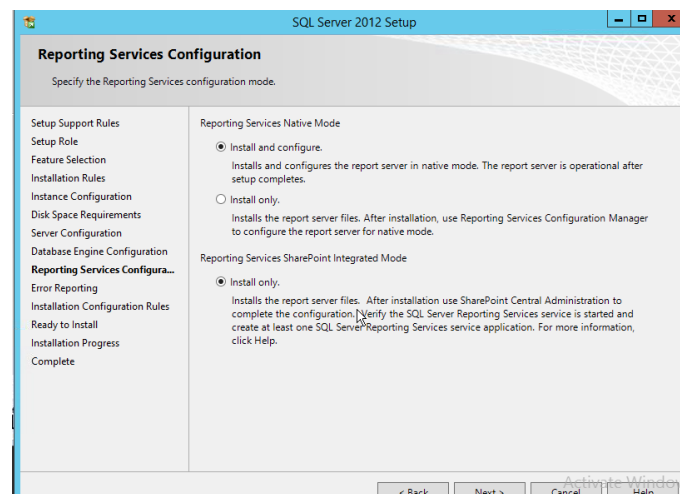 SQL Server 2012 Setup
Reporting Services Configuration
Specify the Reporting Services configuration mode.
Setup Support Rules
Setup Role
Feature Selection
Installation Rules
Instance Configuration
Disk Space Requirements
Server Configuration
Database Engine Configuration
Reporting Services Configura...
Error Reporting
Installation Configuration Rules
Ready to Install
Installation Progress
Complete
Reporting Services Native Mode
Install and configure.
Installs and configures the report server in native mode. The report server is operational after
setup completes.
Install only.
Installs the report server files. After installation, use Reporting Services Configuration Manager
to configure the report server for native mode.
Reporting Services SharePoint Integrated Mode
Install only.
Installs the report server files. After installation use SharePoint Central Administration to
complete the configuration. Verify the SQL Server Reporting Services service is started and
create at least one SQL Server Reporting Services service application. For more information,
click Help.
< Back
Next >
Cancel
Help
Activate Window